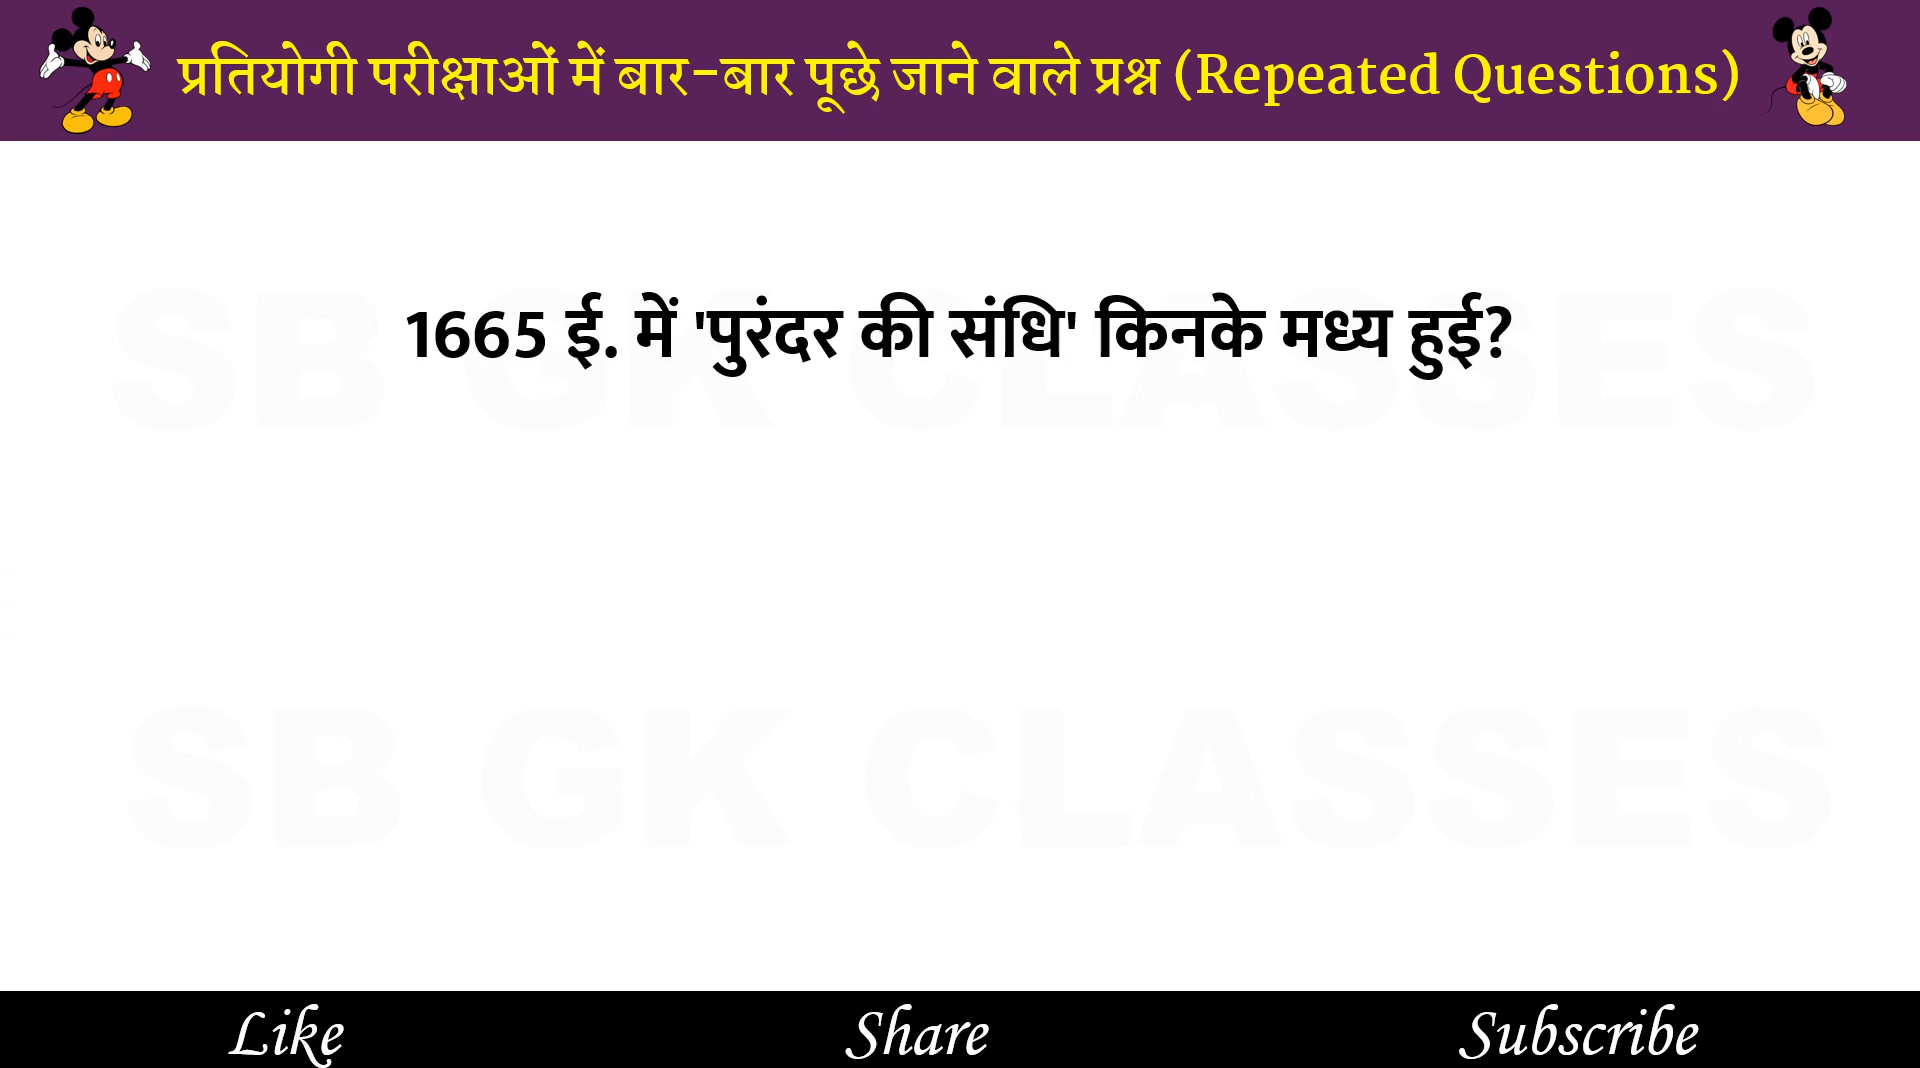 प्रतियोगी परीक्षाओं में बार-बार पूछे जाने वाले प्रश्न (Repeated Questions)
1665 ई. में 'पुरंदर की संधि' किनके मध्य हुई?
SB GK CLASSES
SB GK CLASSES
Like Share Subscribe